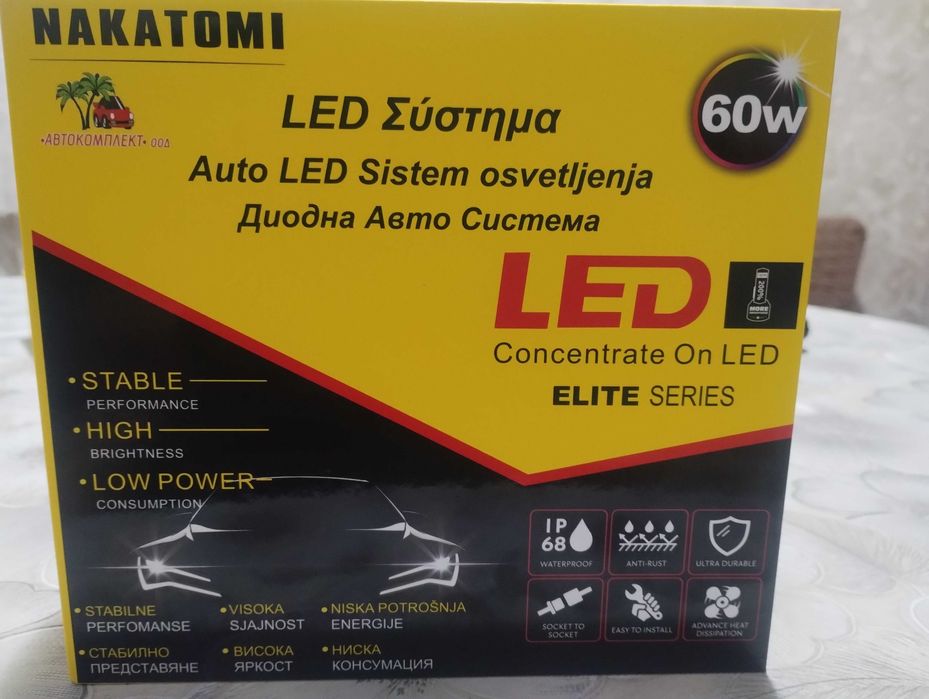 NAKATOMI
•АВТОКОМПЛЕКТ• ООД
60w
LED Σύστημα
Auto LED Sistem osvetljenja
Диодна Авто Система
LED
200%
MORE
Concentrate On LED
ELITE SERIES
• STABLE
PERFORMANCE
• HIGH
BRIGHTNESS
• LOW POWER
CONSUMPTION
IP
68
WATERPROOF
ANTI-RUST
ULTRA DURABLE
SOCKET TO
SOCKET
EASY TO INSTALL
ADVANCE HEAT
DISSIPATION
• STABILNE
PERFOMANSE
• VISOKA
SJAJNOST
• NISKA POTROŠNJA
ENERGIJE
• СТАБИЛНО
ПРЕДСТАВЯНЕ
• ВИСОКА
ЯРКОСТ
• НИСКА
КОНСУМАЦИЯ